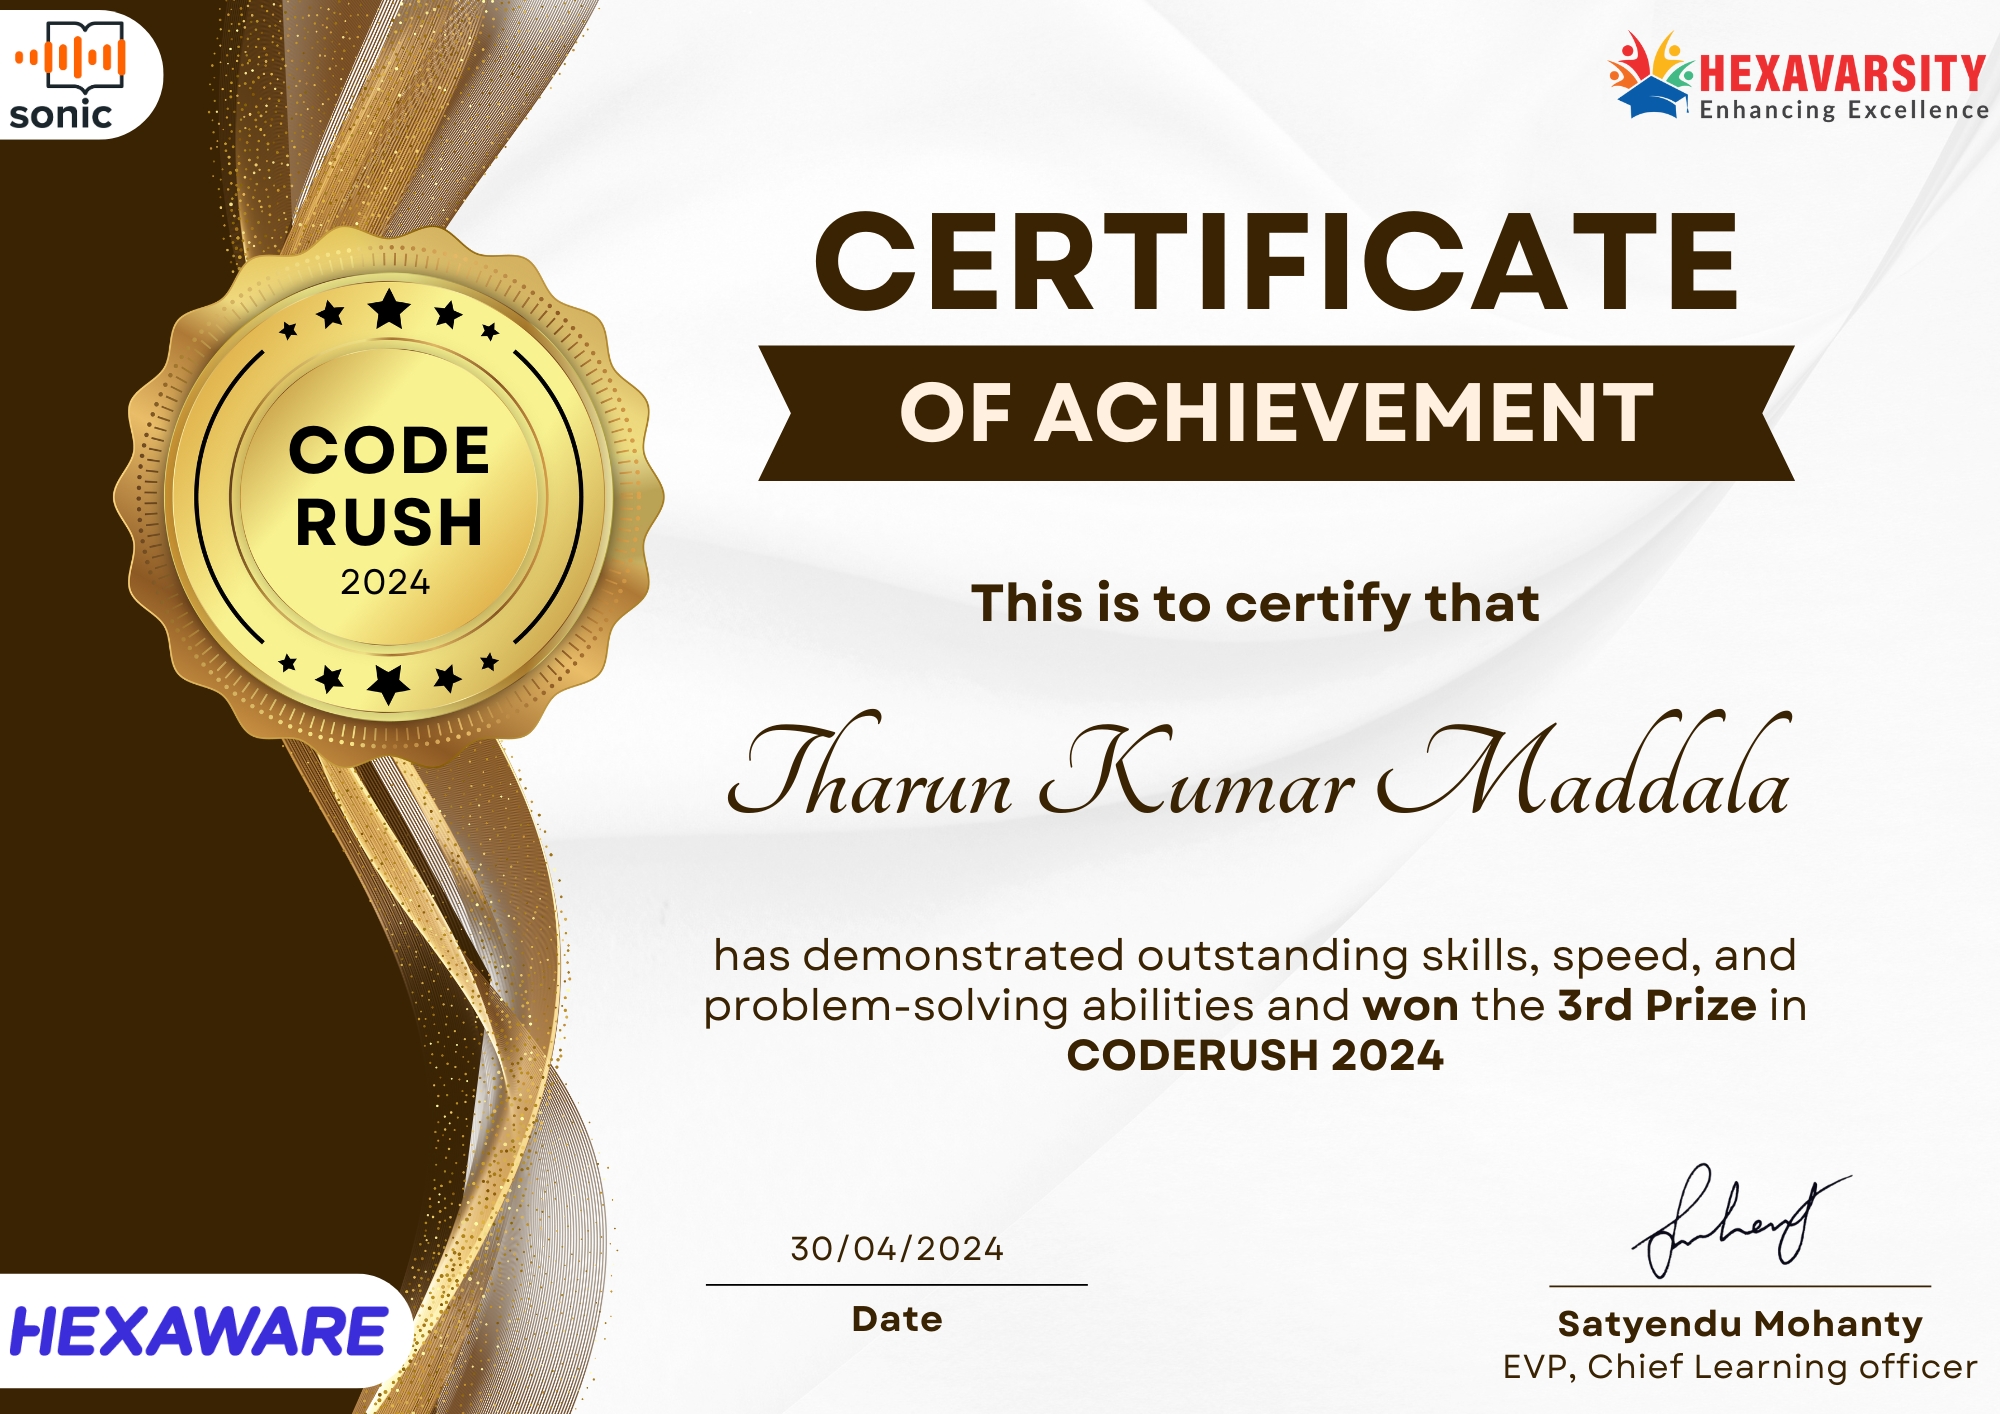 sonic
HEXAVARSITY
Enhancing Excellence
CERTIFICATE
OF ACHIEVEMENT
CODE
RUSH
2024
This is to certify that
Tharun Kumar Maddala
has demonstrated outstanding skills, speed, and
problem-solving abilities and won the 3rd Prize in
CODERUSH 2024
30/04/2024
Date
Satyendu Mohanty
EVP, Chief Learning officer
HEXAWARE